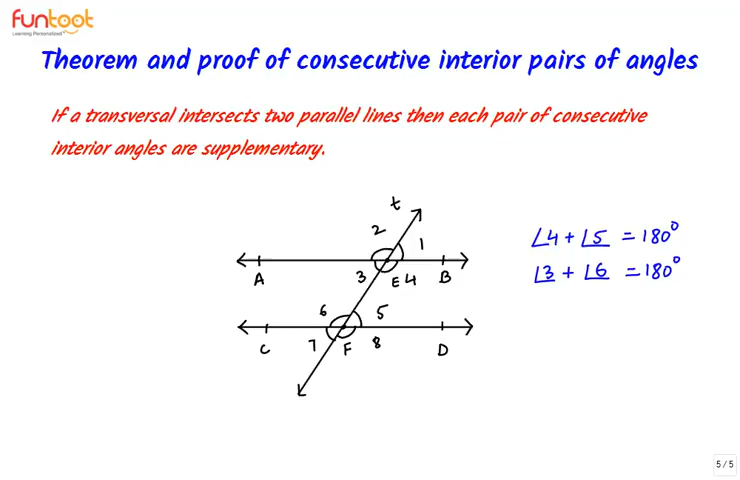 funtoot
Learning Personalized
Theorem and proof of consecutive interior pairs of angles
If a transversal intersects two parallel lines then each pair of consecutive
interior angles are supplementary.
t
2
1
∠4 + ∠5 = 180°
A
3
E
4
B
∠3 + ∠6 = 180°
6
5
C
7
F
8
D
5 / 5